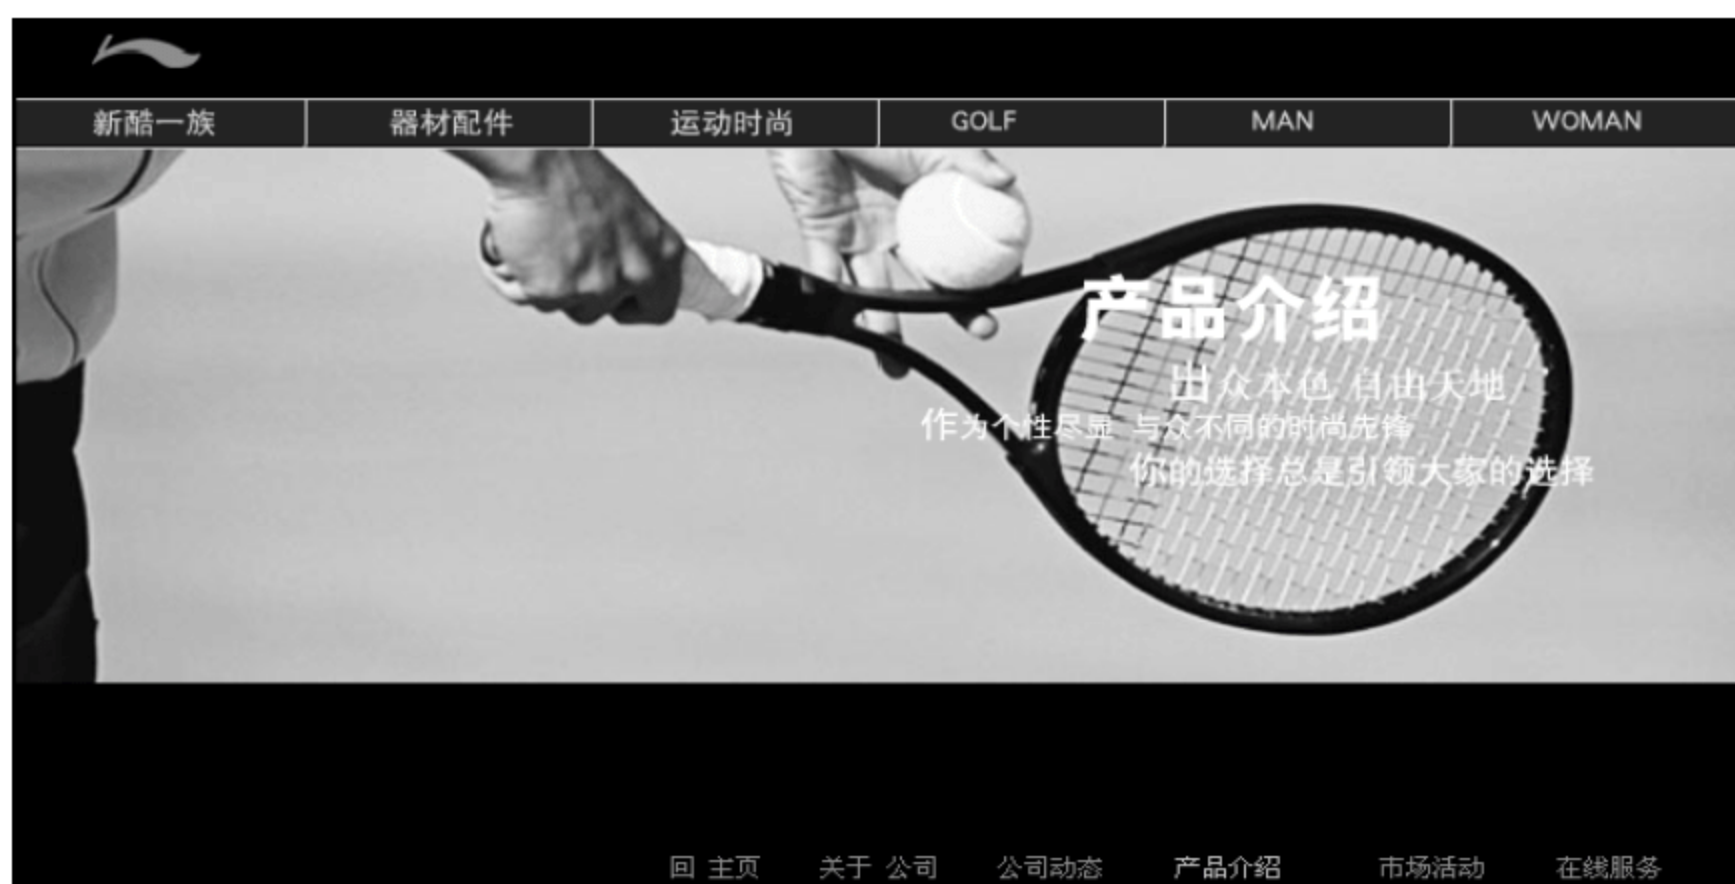 新酷一族 器材配件 运动时尚 GOLF MAN WOMAN
产品介绍
出众本色 自由天地
作为个性尽显 与众不同的时尚先锋
你的选择总是引领大家的选择
回 主页 关于 公司 公司动态 产品介绍 市场活动 在线服务